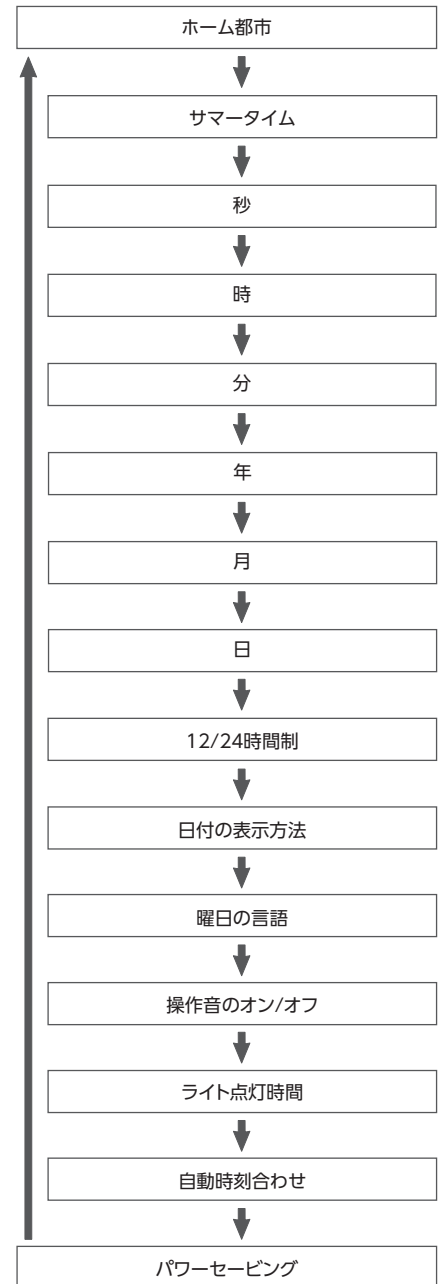 ホーム都市
サマータイム
秒
時
分
年
月
日
12/24時間制
日付の表示方法
曜日の言語
操作音のオン/オフ
ライト点灯時間
自動時刻合わせ
パワーセービング